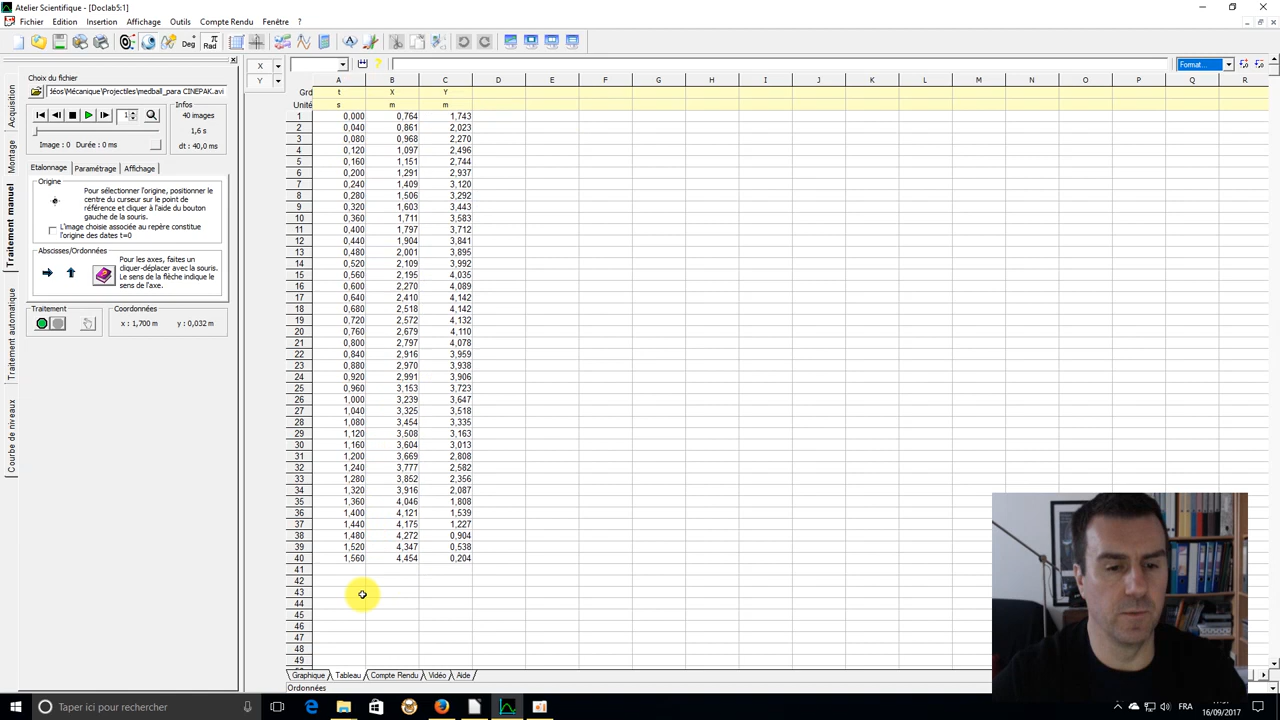 Atelier Scientifique - [Doclab5:1]
Fichier Edition Insertion Affichage Outils Compte Rendu Fenêtre ?
Deg Rad
Choix du fichier
\éos\Mécanique\Projectiles\medball_para CINEPAK.avi
1
Infos
40 images
1,6 s
dt : 40,0 ms
Image : 0 Durée : 0 ms
Etalonnage Paramétrage Affichage
Origine
Pour sélectionner l'origine, positionner le
centre du curseur sur le point de
référence et cliquer à l'aide du bouton
gauche de la souris.
L'image choisie associée au repère constitue
l'origine des dates t=0
Abscisses/Ordonnées
Pour les axes, faites un
cliquer-déplacer avec la souris.
Le sens de la flèche indique le
sens de l'axe.
Traitement
Coordonnées
x : 1,700 m y : 0,032 m
Acquisition
Montage
Traitement manuel
Traitement automatique
Courbe de niveaux
X
Y
Format...
A B C D E F G H I J K L M N O P Q R
Grd t X Y
Unité s m m
1 0,000 0,764 1,743
2 0,040 0,861 2,023
3 0,080 0,968 2,270
4 0,120 1,097 2,496
5 0,160 1,151 2,744
6 0,200 1,291 2,937
7 0,240 1,409 3,120
8 0,280 1,506 3,292
9 0,320 1,603 3,443
10 0,360 1,711 3,583
11 0,400 1,797 3,712
12 0,440 1,904 3,841
13 0,480 2,001 3,895
14 0,520 2,109 3,992
15 0,560 2,195 4,035
16 0,600 2,270 4,089
17 0,640 2,410 4,142
18 0,680 2,518 4,142
19 0,720 2,572 4,132
20 0,760 2,679 4,110
21 0,800 2,797 4,078
22 0,840 2,916 3,959
23 0,880 2,970 3,938
24 0,920 2,991 3,906
25 0,960 3,153 3,723
26 1,000 3,239 3,647
27 1,040 3,325 3,518
28 1,080 3,454 3,335
29 1,120 3,508 3,163
30 1,160 3,604 3,013
31 1,200 3,669 2,808
32 1,240 3,777 2,582
33 1,280 3,852 2,356
34 1,320 3,916 2,087
35 1,360 4,046 1,808
36 1,400 4,121 1,539
37 1,440 4,175 1,227
38 1,480 4,272 0,904
39 1,520 4,347 0,538
40 1,560 4,454 0,204
41
42
43
44
45
46
47
48
49
Graphique Tableau Compte Rendu Vidéo Aide
Ordonnées
Taper ici pour rechercher
FRA
16/09/2017